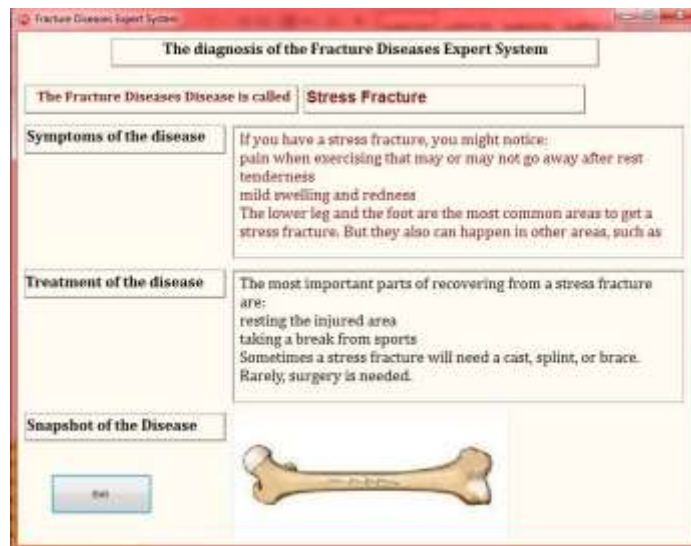 Fracture Diseases Expert System
The diagnosis of the Fracture Diseases Expert System
The Fracture Diseases Disease is called
Stress Fracture
Symptoms of the disease
If you have a stress fracture, you might notice:
pain when exercising that may or may not go away after rest
tenderness
mild swelling and redness
The lower leg and the foot are the most common areas to get a
stress fracture. But they also can happen in other areas, such as
Treatment of the disease
The most important parts of recovering from a stress fracture
are:
resting the injured area
taking a break from sports
Sometimes a stress fracture will need a cast, splint, or brace.
Rarely, surgery is needed.
Snapshot of the Disease
Exit